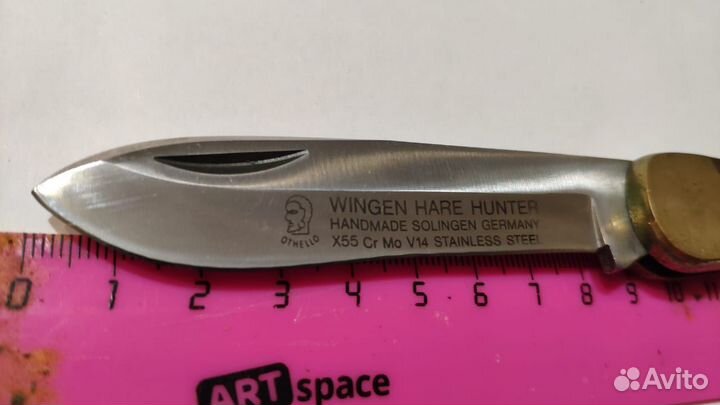 WINGEN HARE HUNTER
HANDMADE SOLINGEN GERMANY
X55 Cr Mo V14 STAINLESS STEEL
OTHELLO
0 1 2 3 4 5 6 7 8 9 10 11
ART space
Avito